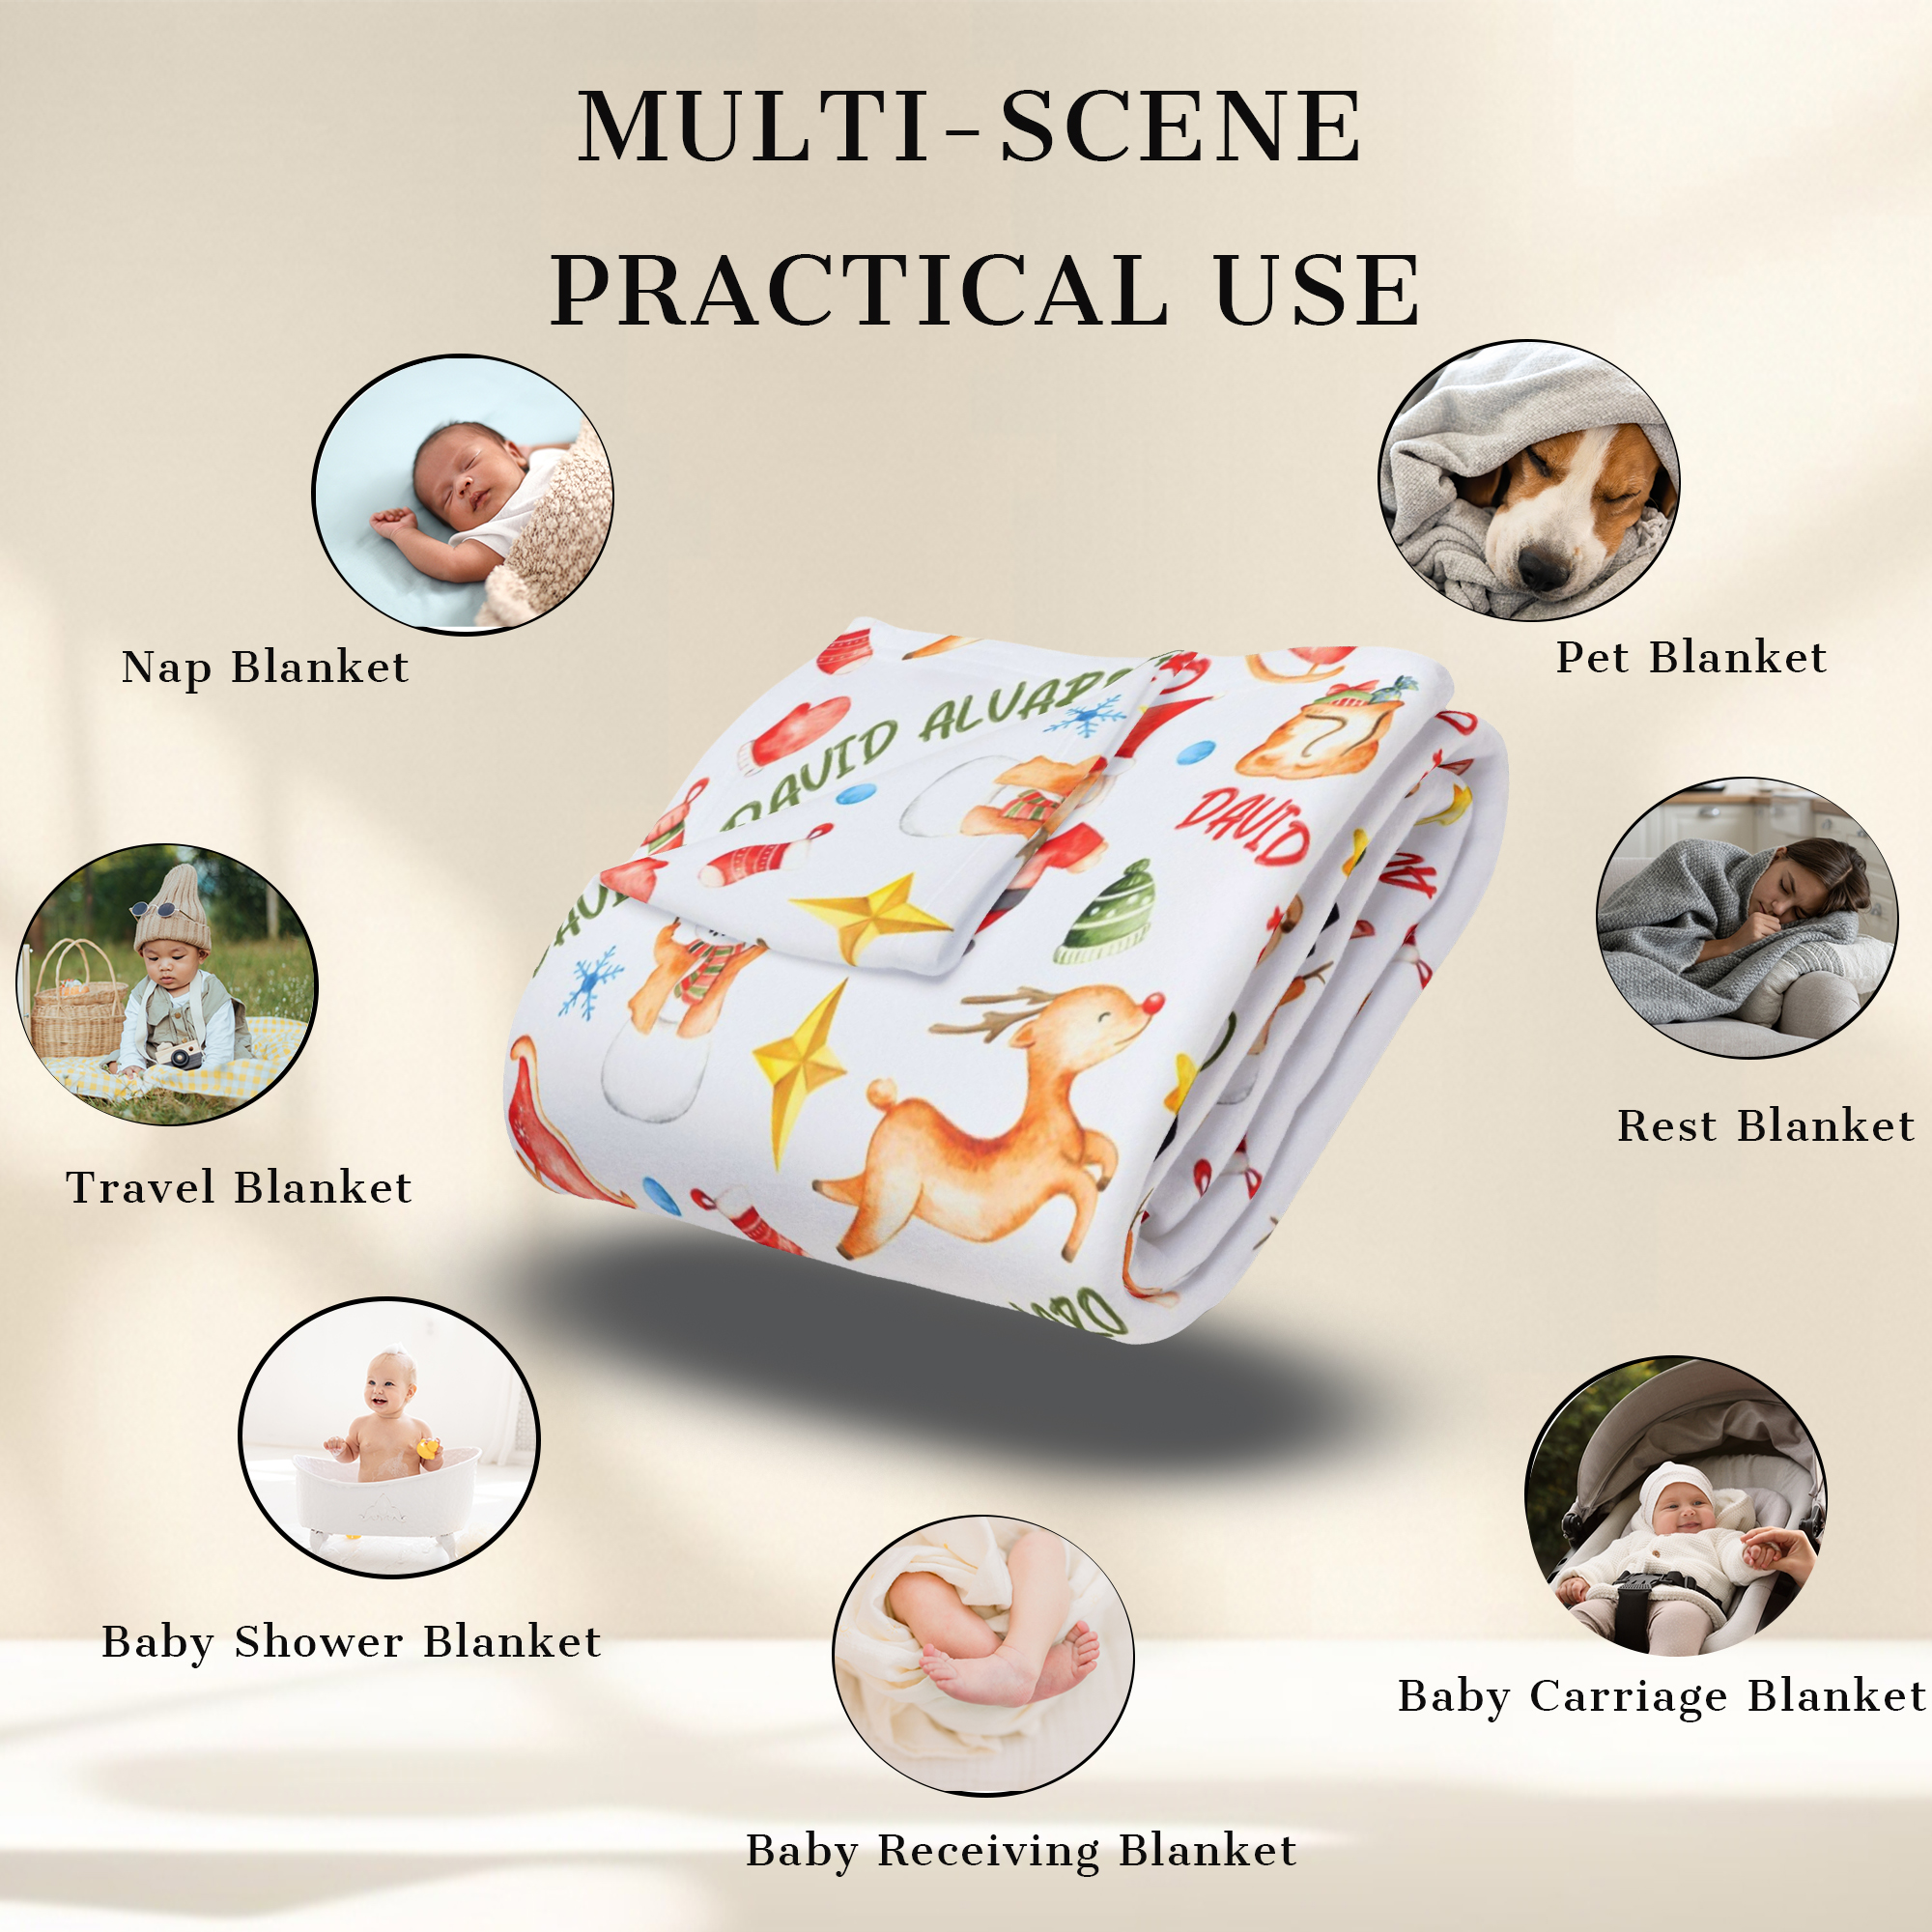 MULTI-SCENE
PRACTICAL USE
Nap Blanket
Pet Blanket
DAVID
DAVID
Travel Blanket
Rest Blanket
Baby Shower Blanket
Baby Carriage Blanket
Baby Receiving Blanket